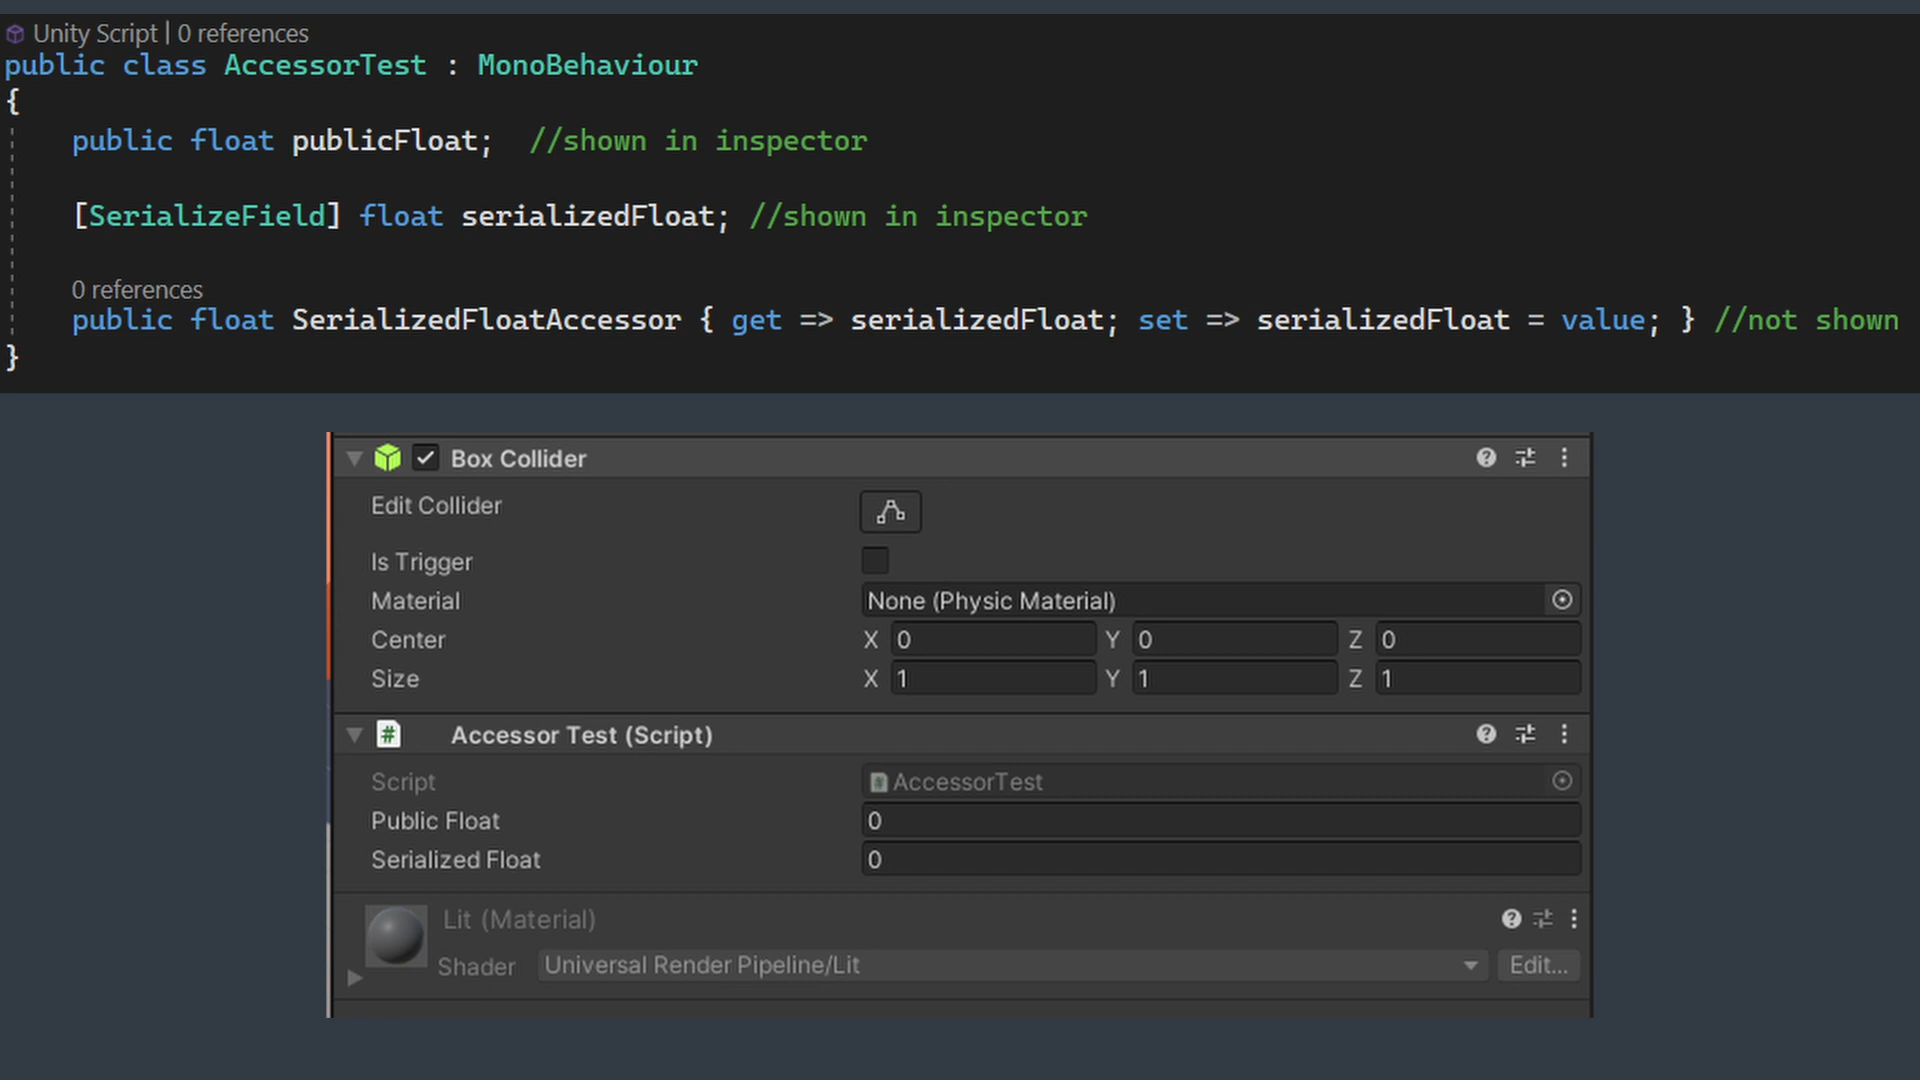 Unity Script | 0 references
public class AccessorTest : MonoBehaviour
{
public float publicFloat;  //shown in inspector
[SerializeField] float serializedFloat; //shown in inspector
0 references
public float SerializedFloatAccessor { get => serializedFloat; set => serializedFloat = value; } //not shown
}
Box Collider
Edit Collider
Is Trigger
Material None (Physic Material)
Center X 0 Y 0 Z 0
Size X 1 Y 1 Z 1
# Accessor Test (Script)
Script # AccessorTest
Public Float 0
Serialized Float 0
Lit (Material)
Shader Universal Render Pipeline/Lit Edit...